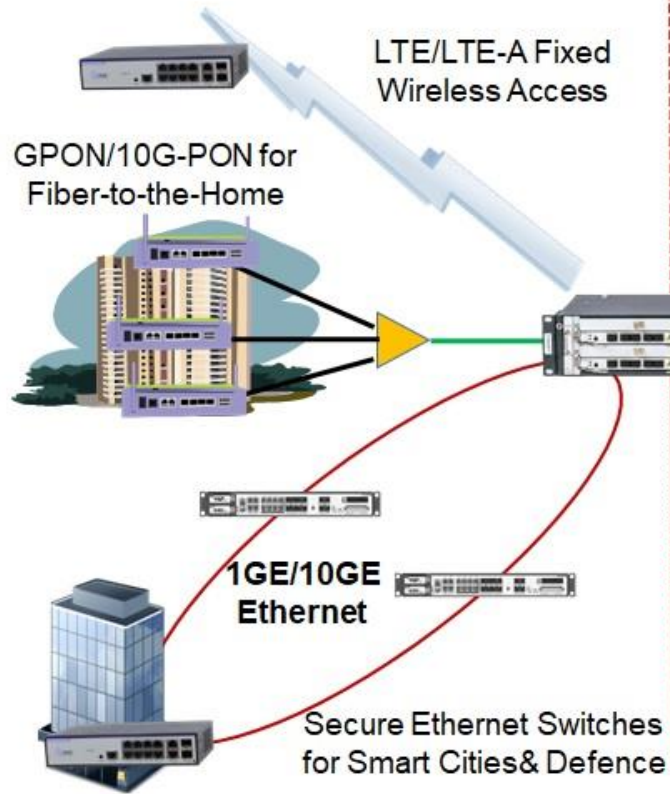 LTE/LTE-A Fixed
Wireless Access
GPON/10G-PON for
Fiber-to-the-Home
1GE/10GE
Ethernet
Secure Ethernet Switches
for Smart Cities& Defence